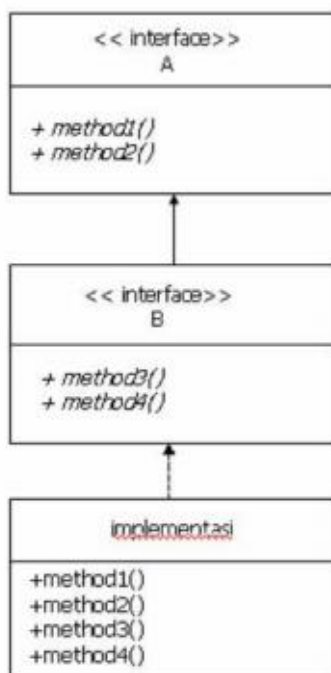 << interface>>
A
+ method1()
+ method2()
<< interface>>
B
+ method3()
+ method4()
implementasi
+method1()
+method2()
+method3()
+method4()